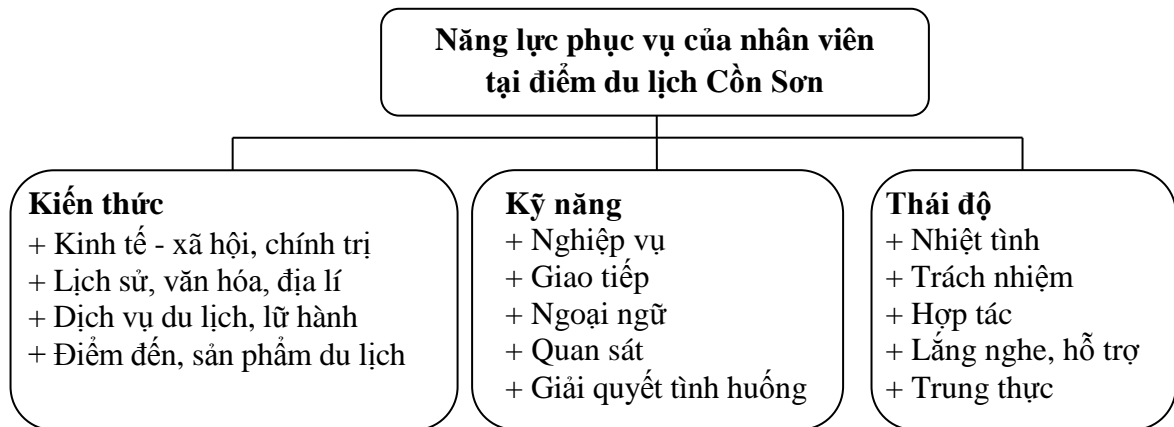 Năng lực phục vụ của nhân viên
tại điểm du lịch Cồn Sơn
Kiến thức
+ Kinh tế - xã hội, chính trị
+ Lịch sử, văn hóa, địa lí
+ Dịch vụ du lịch, lữ hành
+ Điểm đến, sản phẩm du lịch
Kỹ năng
+ Nghiệp vụ
+ Giao tiếp
+ Ngoại ngữ
+ Quan sát
+ Giải quyết tình huống
Thái độ
+ Nhiệt tình
+ Trách nhiệm
+ Hợp tác
+ Lắng nghe, hỗ trợ
+ Trung thực